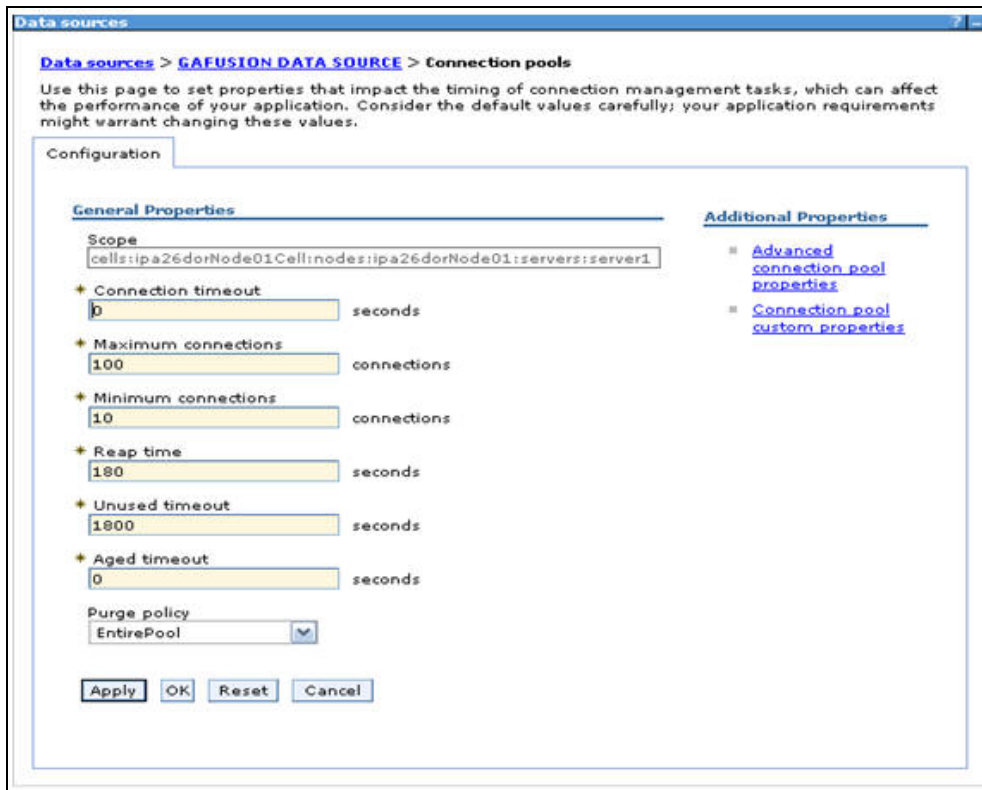 Data sources ? –
Data sources > GAFUSION DATA SOURCE > Connection pools
Use this page to set properties that impact the timing of connection management tasks, which can affect
the performance of your application. Consider the default values carefully; your application requirements
might warrant changing these values.
Configuration
General Properties
Scope
cells:ipa26dorNode01Cell:nodes:ipa26dorNode01:servers:server1
* Connection timeout
0 seconds
* Maximum connections
100 connections
* Minimum connections
10 connections
* Reap time
180 seconds
* Unused timeout
1800 seconds
* Aged timeout
0 seconds
Purge policy
EntirePool
Apply OK Reset Cancel
Additional Properties
Advanced
connection pool
properties
Connection pool
custom properties